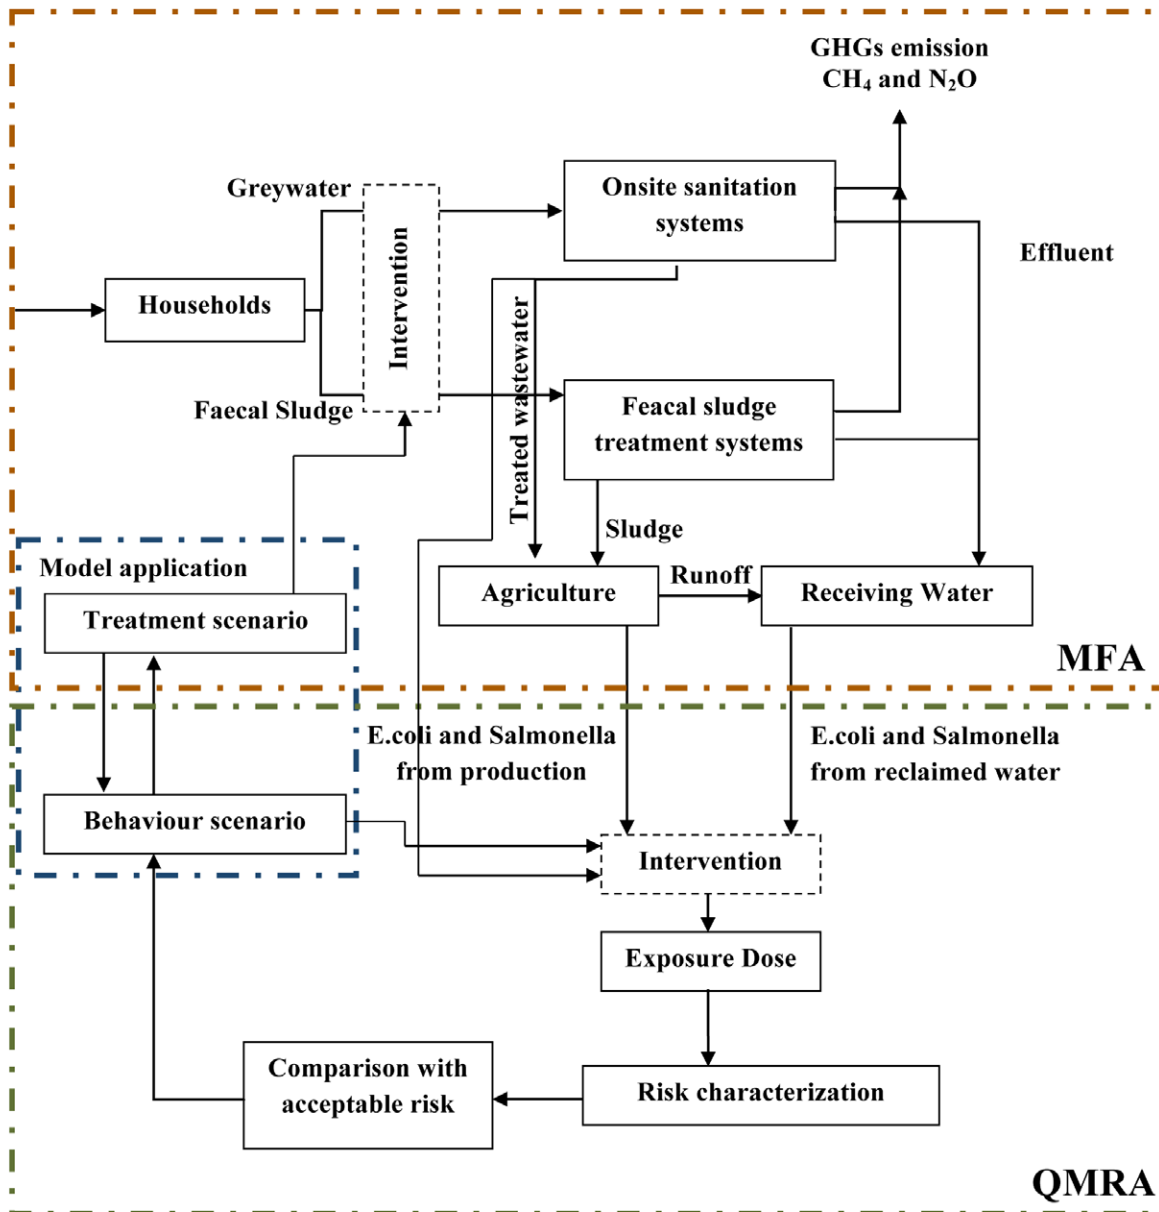 GHGs emission
CH₄ and N₂O
Greywater
Onsite sanitation
systems
Effluent
Households
Intervention
Treated wastewater
Faecal Sludge
Feacal sludge
treatment systems
Sludge
Model application
Agriculture
Runoff
Receiving Water
Treatment scenario
MFA
E.coli and Salmonella
from production
E.coli and Salmonella
from reclaimed water
Behaviour scenario
Intervention
Exposure Dose
Comparison with
acceptable risk
Risk characterization
QMRA